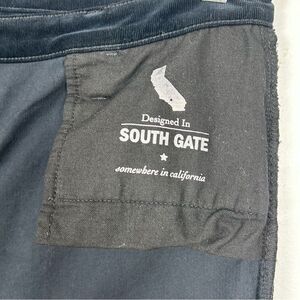 Designed In
SOUTH GATE
somewhere in california